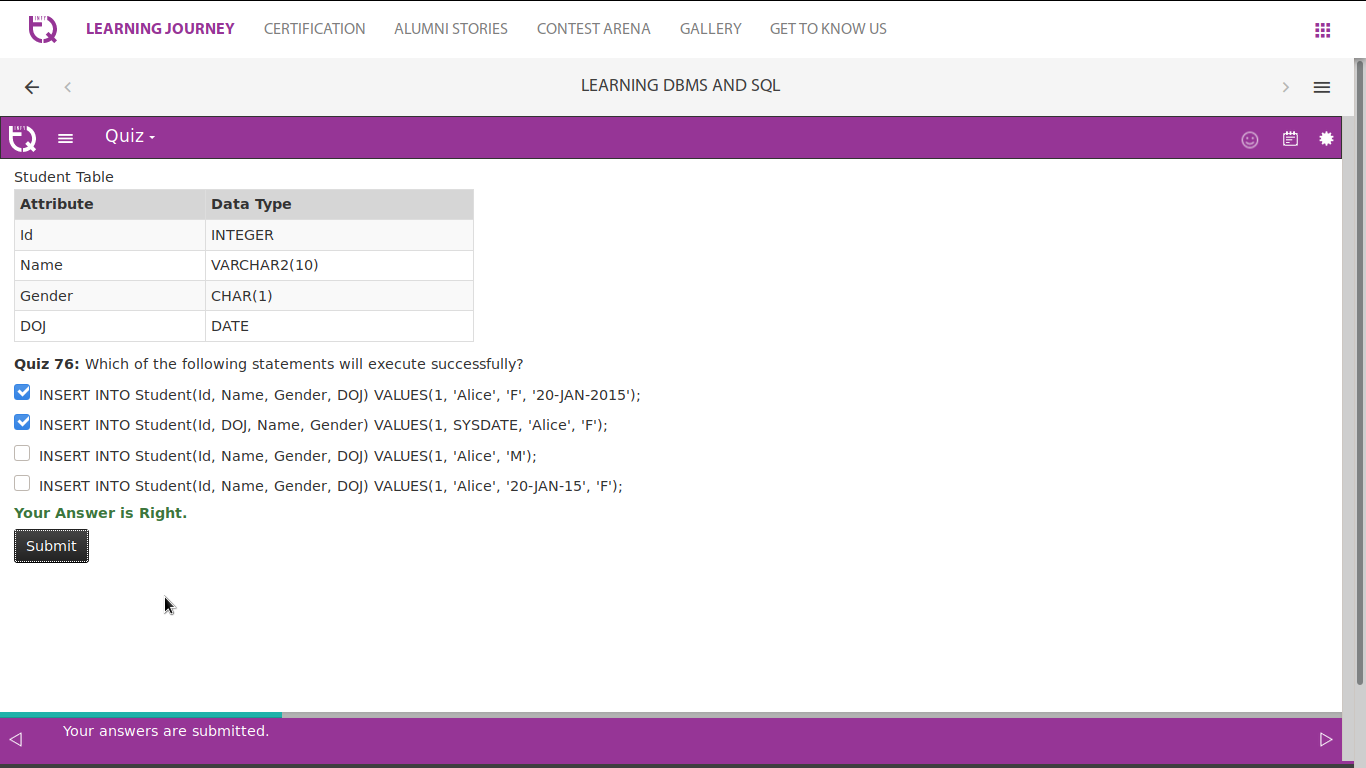 LEARNING JOURNEY CERTIFICATION ALUMNI STORIES CONTEST ARENA GALLERY GET TO KNOW US
LEARNING DBMS AND SQL
Quiz
Student Table
Attribute Data Type
Id INTEGER
Name VARCHAR2(10)
Gender CHAR(1)
DOJ DATE
Quiz 76: Which of the following statements will execute successfully?
INSERT INTO Student(Id, Name, Gender, DOJ) VALUES(1, 'Alice', 'F', '20-JAN-2015');
INSERT INTO Student(Id, DOJ, Name, Gender) VALUES(1, SYSDATE, 'Alice', 'F');
INSERT INTO Student(Id, Name, Gender, DOJ) VALUES(1, 'Alice', 'M');
INSERT INTO Student(Id, Name, Gender, DOJ) VALUES(1, 'Alice', '20-JAN-15', 'F');
Your Answer is Right.
Submit
Your answers are submitted.